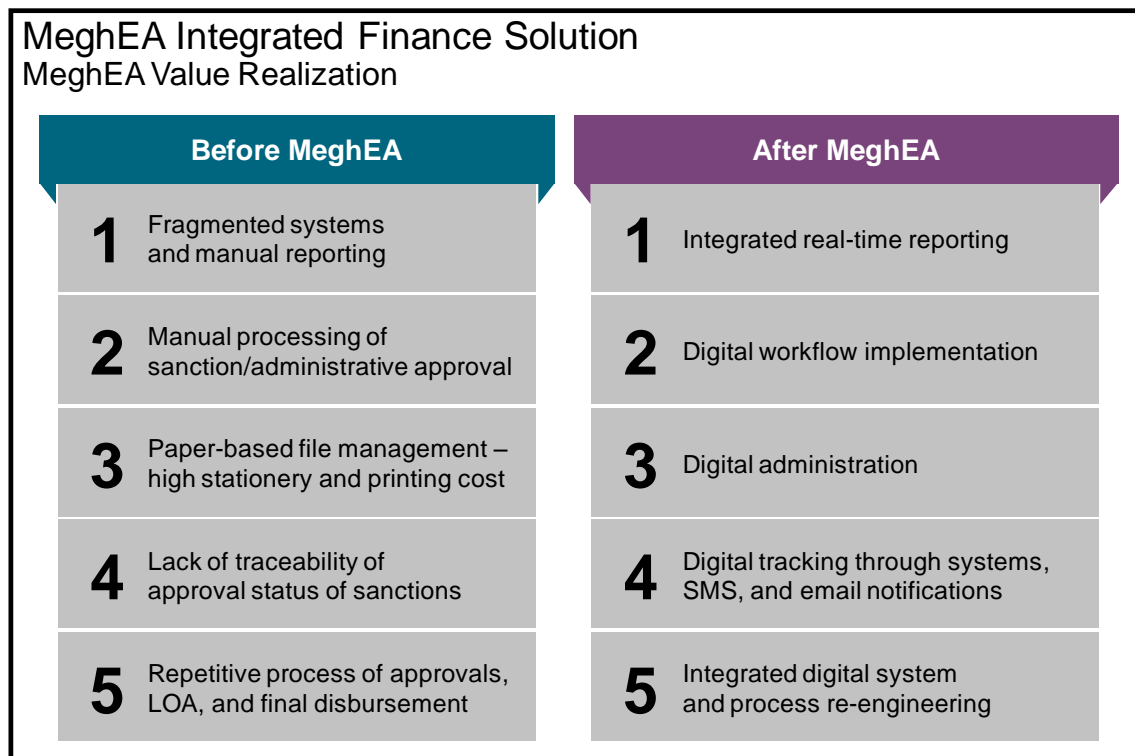 MeghEA Integrated Finance Solution
MeghEA Value Realization
Before MeghEA
1
Fragmented systems
and manual reporting
2
Manual processing of
sanction/administrative approval
3
Paper-based file management –
high stationery and printing cost
4
Lack of traceability of
approval status of sanctions
5
Repetitive process of approvals,
LOA, and final disbursement
After MeghEA
1
Integrated real-time reporting
2
Digital workflow implementation
3
Digital administration
4
Digital tracking through systems,
SMS, and email notifications
5
Integrated digital system
and process re-engineering